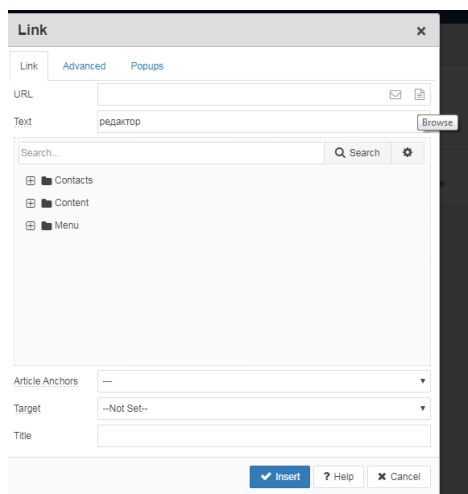 Link ×
Link Advanced Popups
URL
Text редактор
Browse
Search... Search
Contacts
Content
Menu
Article Anchors ---
Target --Not Set--
Title
Insert ? Help Cancel